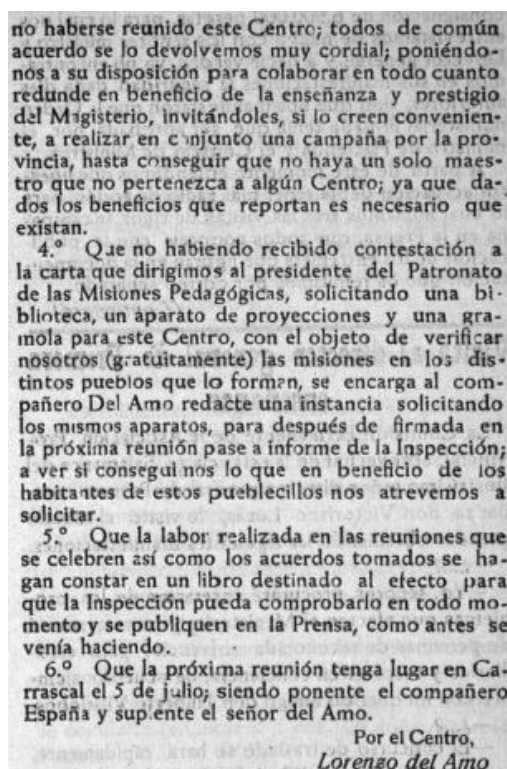 no haberse reunido este Centro; todos de común
acuerdo se lo devolvemos muy cordial; poniéndo-
nos a su disposición para colaborar en todo cuanto
redunde en beneficio de la enseñanza y prestigio
del Magisterio, invitándoles, si lo creen convenien-
te, a realizar en conjunto una campaña por la pro-
vincia, hasta conseguir que no haya un solo maes-
tro que no pertenezca a algún Centro; ya que da-
dos los beneficios que reportan es necesario que
existan.
4.º Que no habiendo recibido contestación a
la carta que dirigimos al presidente del Patronato
de las Misiones Pedagógicas, solicitando una bi-
blioteca, un aparato de proyecciones y una gra-
mola para este Centro, con el objeto de verificar
nosotros (gratuitamente) las misiones en los dis-
tintos pueblos que lo forman, se encarga al com-
pañero Del Amo redacte una instancia solicitando
los mismos aparatos, para después de firmada en
la próxima reunión pase a informe de la Inspección;
a ver si conseguimos lo que en beneficio de los
habitantes de estos pueblecillos nos atrevemos a
solicitar.
5.º Que la labor realizada en las reuniones que
se celebren así como los acuerdos tomados se ha-
gan constar en un libro destinado al efecto para
que la Inspección pueda comprobarlo en todo mo-
mento y se publiquen en la Prensa, como antes se
venía haciendo.
6.º Que la próxima reunión tenga lugar en Ca-
rrascal el 5 de julio; siendo ponente el compañero
España y suplente el señor del Amo.
Por el Centro,
Lorenzo del Amo